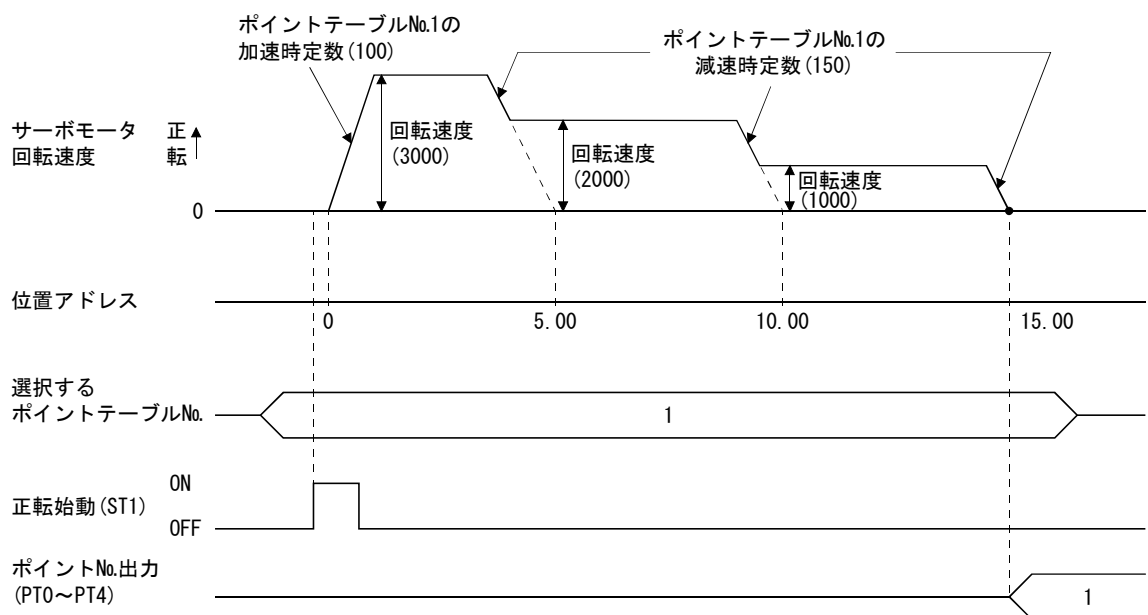 ポイントテーブル№1の
加速時定数(100)
ポイントテーブル№1の
減速時定数(150)
サーボモータ 正
回転速度 転
回転速度
(3000)
回転速度
(2000)
回転速度
(1000)
0
位置アドレス
0 5.00 10.00 15.00
選択する
ポイントテーブル№.
1
正転始動(ST1)
ON
OFF
ポイント№出力
(PT0～PT4)
1